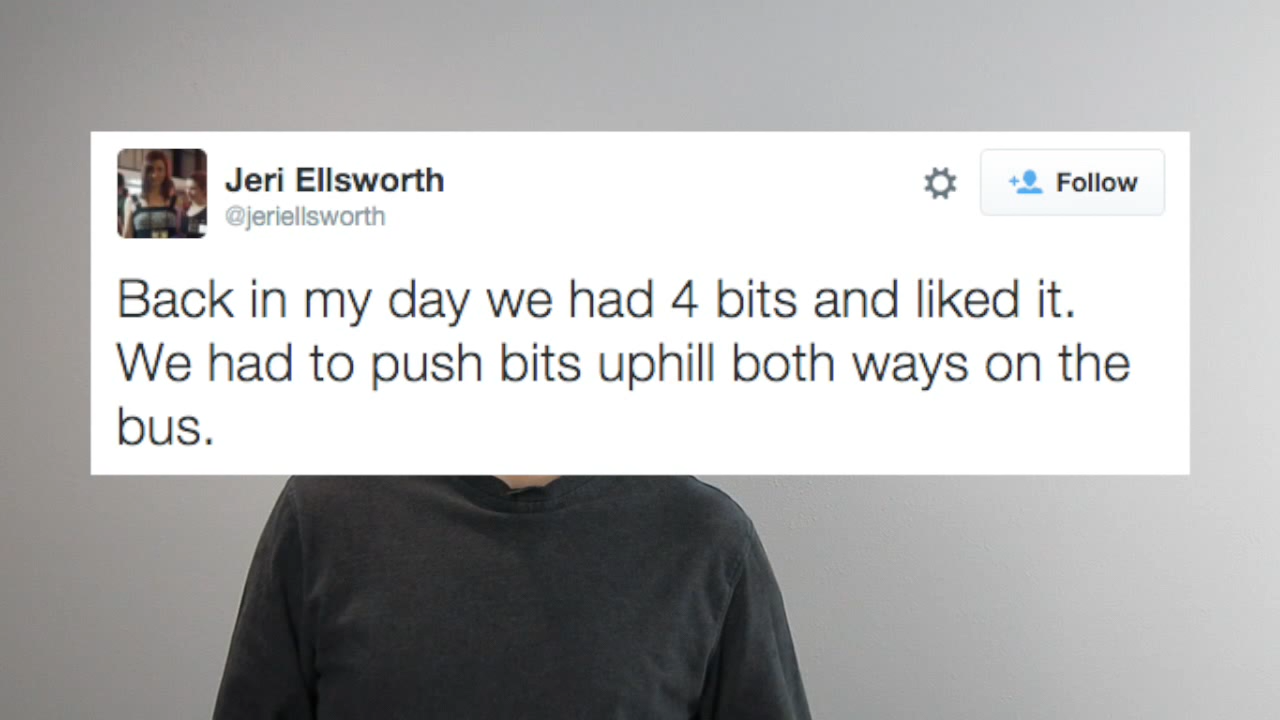 Jeri Ellsworth
@jeriellsworth
Follow
Back in my day we had 4 bits and liked it.
We had to push bits uphill both ways on the
bus.